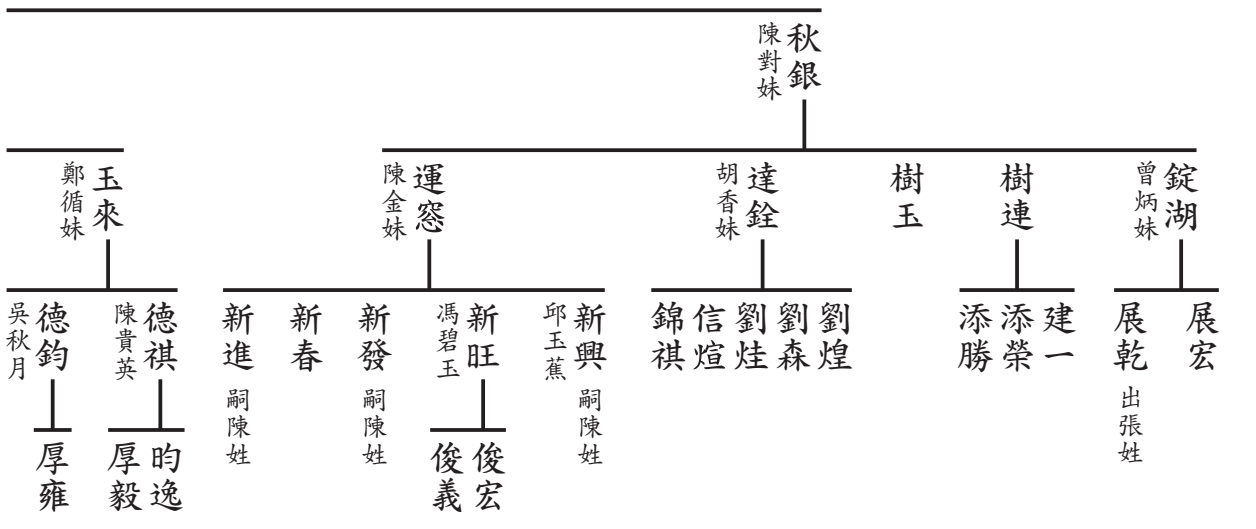 秋銀
陳對妹
錠湖
曾炳妹
樹連
樹玉
達銓
胡香妹
運窓
陳金妹
玉來
鄭循妹
展宏
展乾
出張姓
建一
添榮
添勝
劉煌
劉森
劉烓
信煊
錦祺
新興
嗣陳姓
邱玉蕉
新旺
馮碧玉
新發
嗣陳姓
新春
新進
嗣陳姓
德祺
陳貴英
德鈞
吳秋月
俊宏
俊義
昀逸
厚毅
厚雍